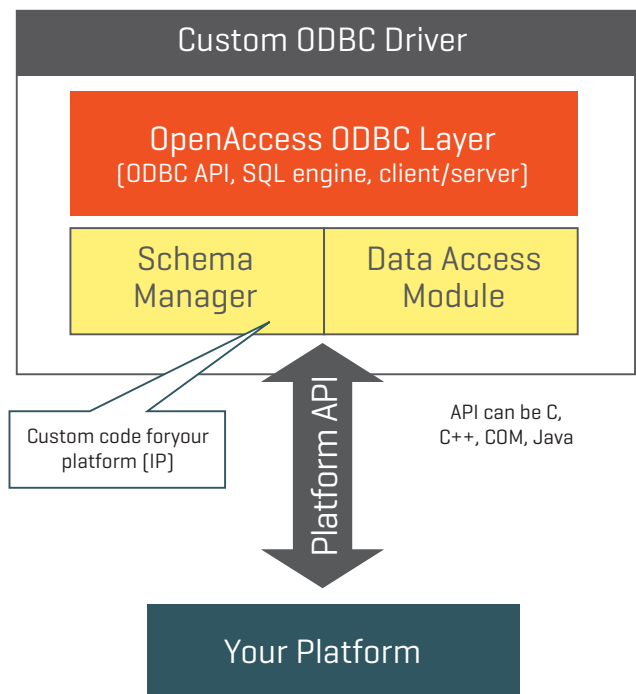 Custom ODBC Driver
OpenAccess ODBC Layer
(ODBC API, SQL engine, client/server)
Schema
Manager
Data Access
Module
Custom code foryour
platform (IP)
Platform API
API can be C,
C++, COM, Java
Your Platform